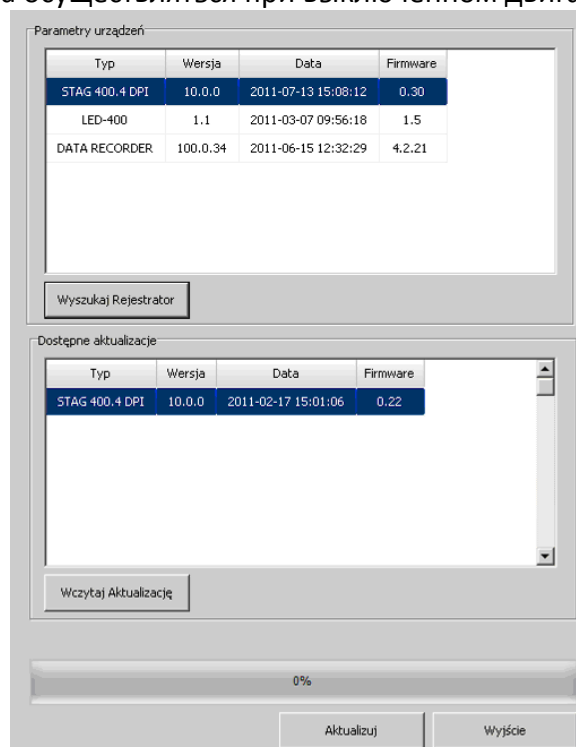 осуществляться при выключенном
Parametry urządzeń
Typ Wersja Data Firmware
STAG 400.4 DPI 10.0.0 2011-07-13 15:08:12 0.30
LED-400 1.1 2011-03-07 09:56:18 1.5
DATA RECORDER 100.0.34 2011-06-15 12:32:29 4.2.21
Wyszukaj Rejestrator
Dostępne aktualizacje
Typ Wersja Data Firmware
STAG 400.4 DPI 10.0.0 2011-02-17 15:01:06 0.22
Wczytaj Aktualizację
0%
Aktualizuj Wyjście